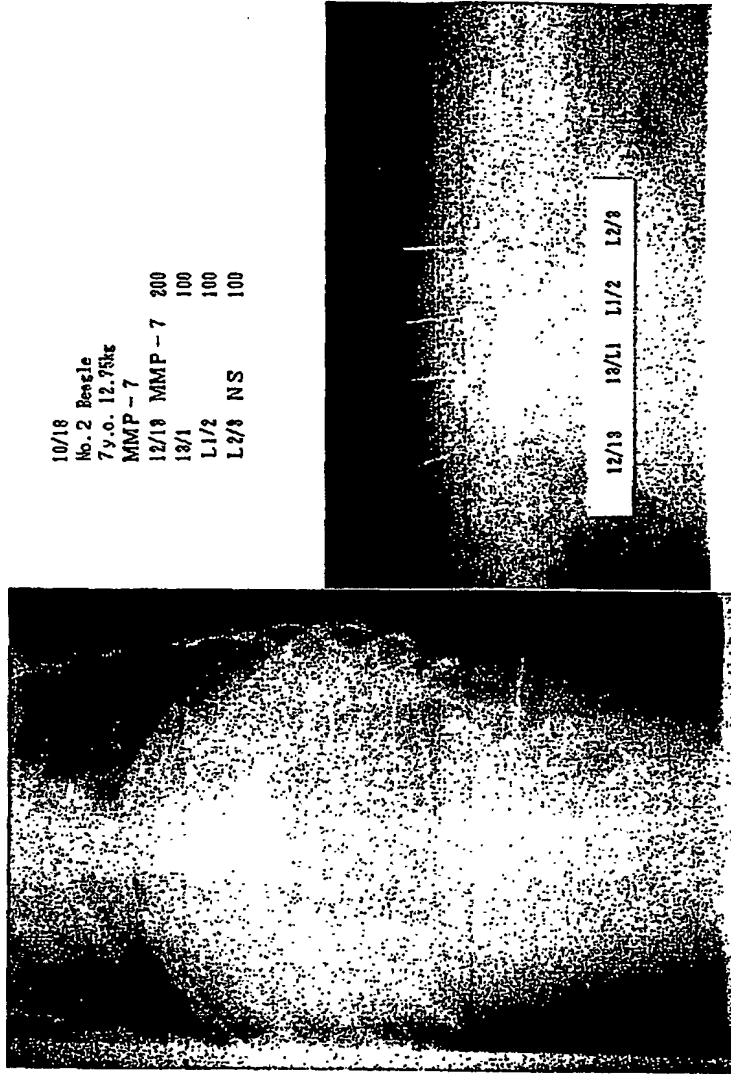 10/18
No.2 Beagle
7y.o. 12.75kg
MMP-7
12/13 MMP-7 200
13/1 100
L1/2 100
L2/3 NS 100
12/13 13/L1 L1/2 L2/3